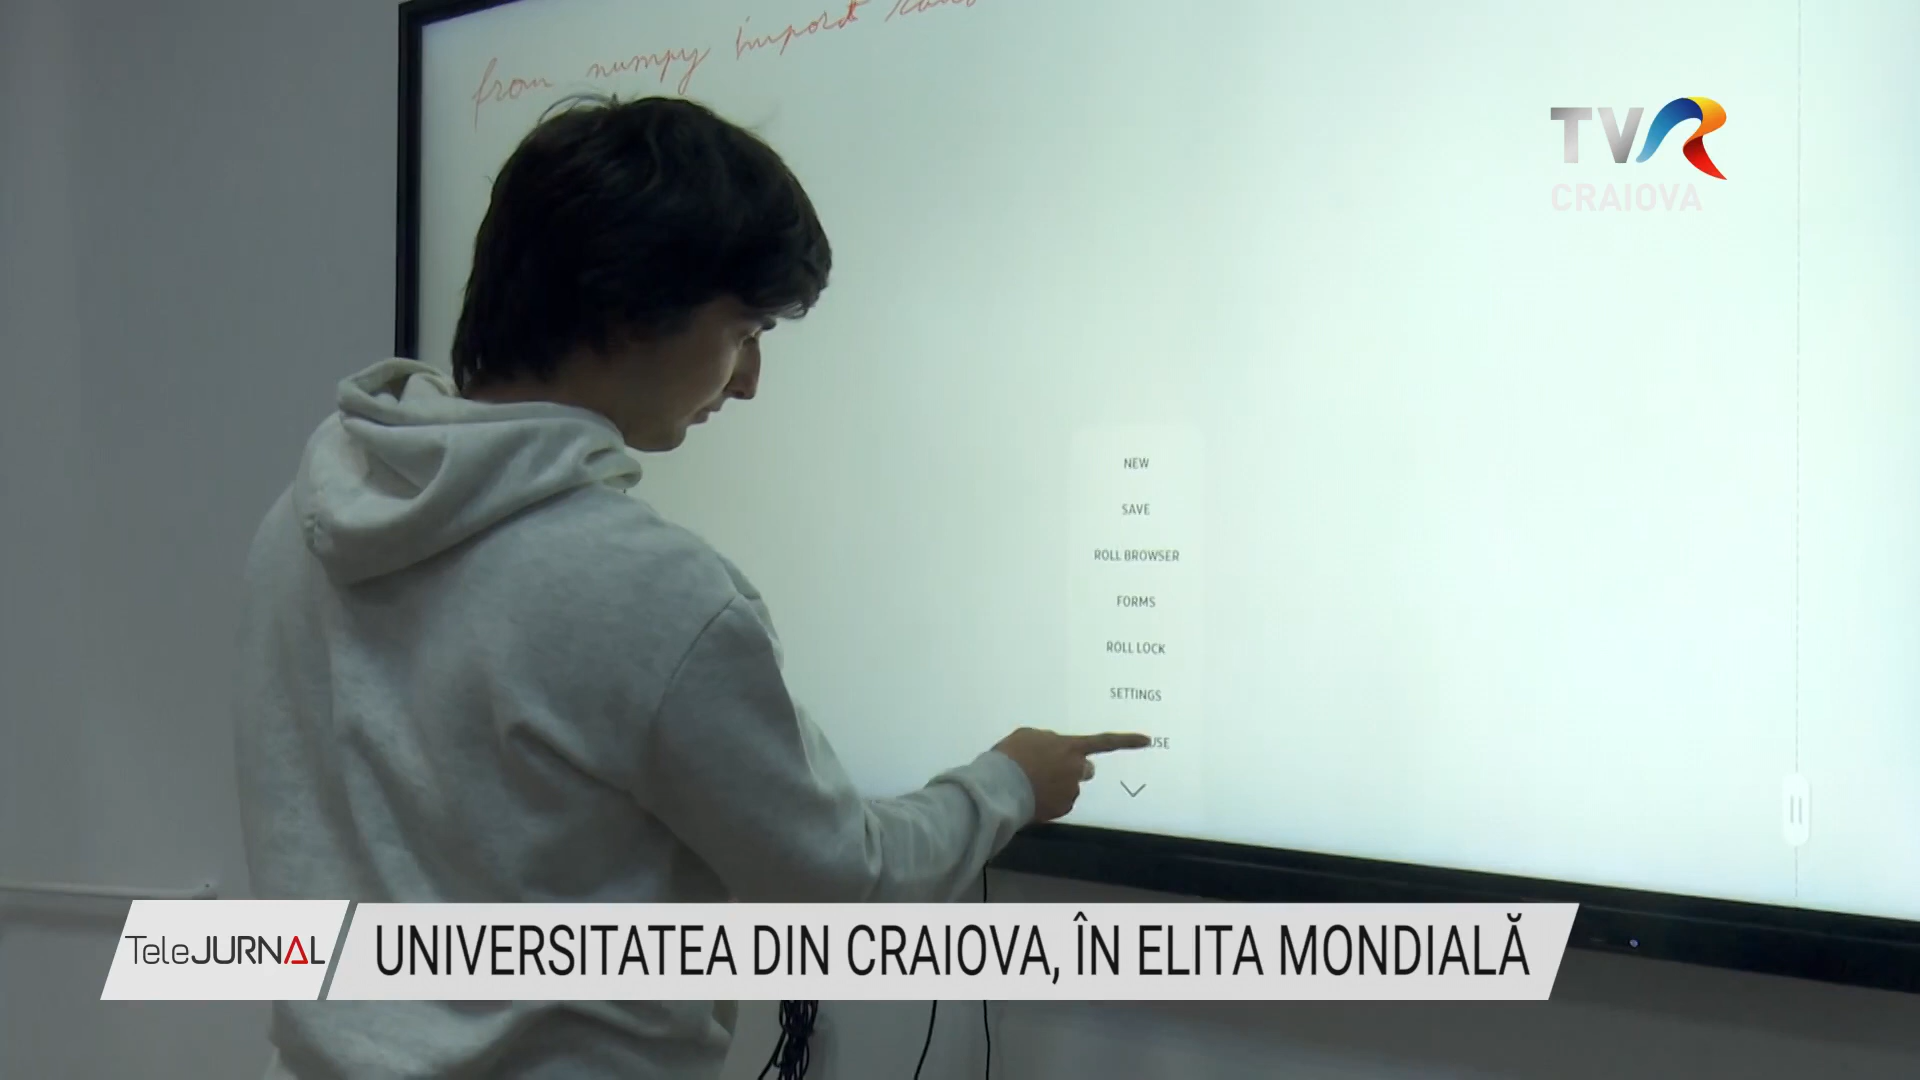 from numpy import
TVR
CRAIOVA
NEW
SAVE
ROLL BROWSER
FORMS
ROLL LOCK
SETTINGS
TeleJURNAL
UNIVERSITATEA DIN CRAIOVA, ÎN ELITA MONDIALĂ